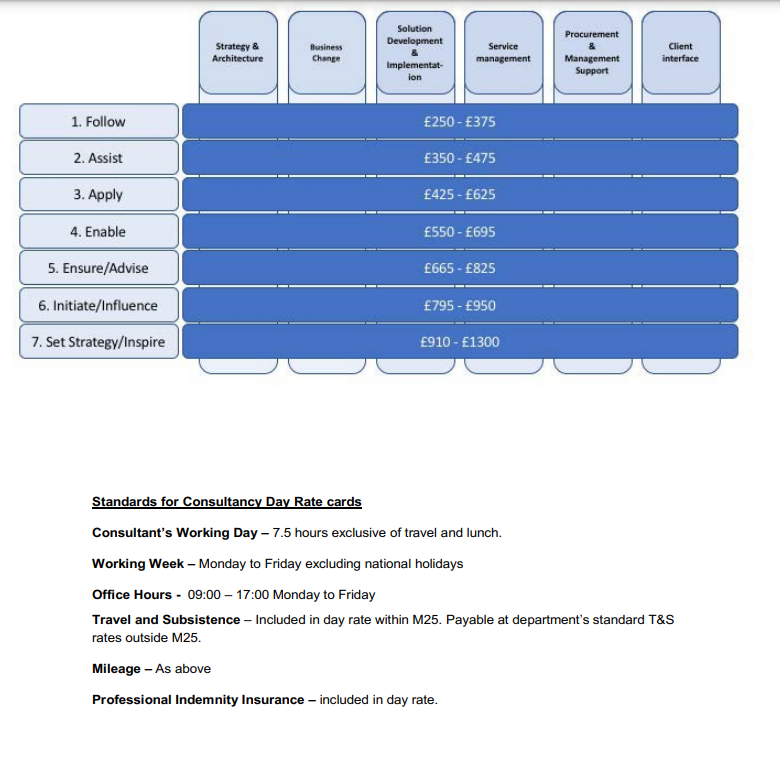 Strategy &
Architecture
Business
Change
Solution
Development
&
Implementat-
ion
Service
management
Procurement
&
Management
Support
Client
interface
1. Follow
£250 - £375
2. Assist
£350 - £475
3. Apply
£425 - £625
4. Enable
£550 - £695
5. Ensure/Advise
£665 - £825
6. Initiate/Influence
£795 - £950
7. Set Strategy/Inspire
£910 - £1300
Standards for Consultancy Day Rate cards
Consultant’s Working Day – 7.5 hours exclusive of travel and lunch.
Working Week – Monday to Friday excluding national holidays
Office Hours - 09:00 – 17:00 Monday to Friday
Travel and Subsistence – Included in day rate within M25. Payable at department’s standard T&S
rates outside M25.
Mileage – As above
Professional Indemnity Insurance – included in day rate.